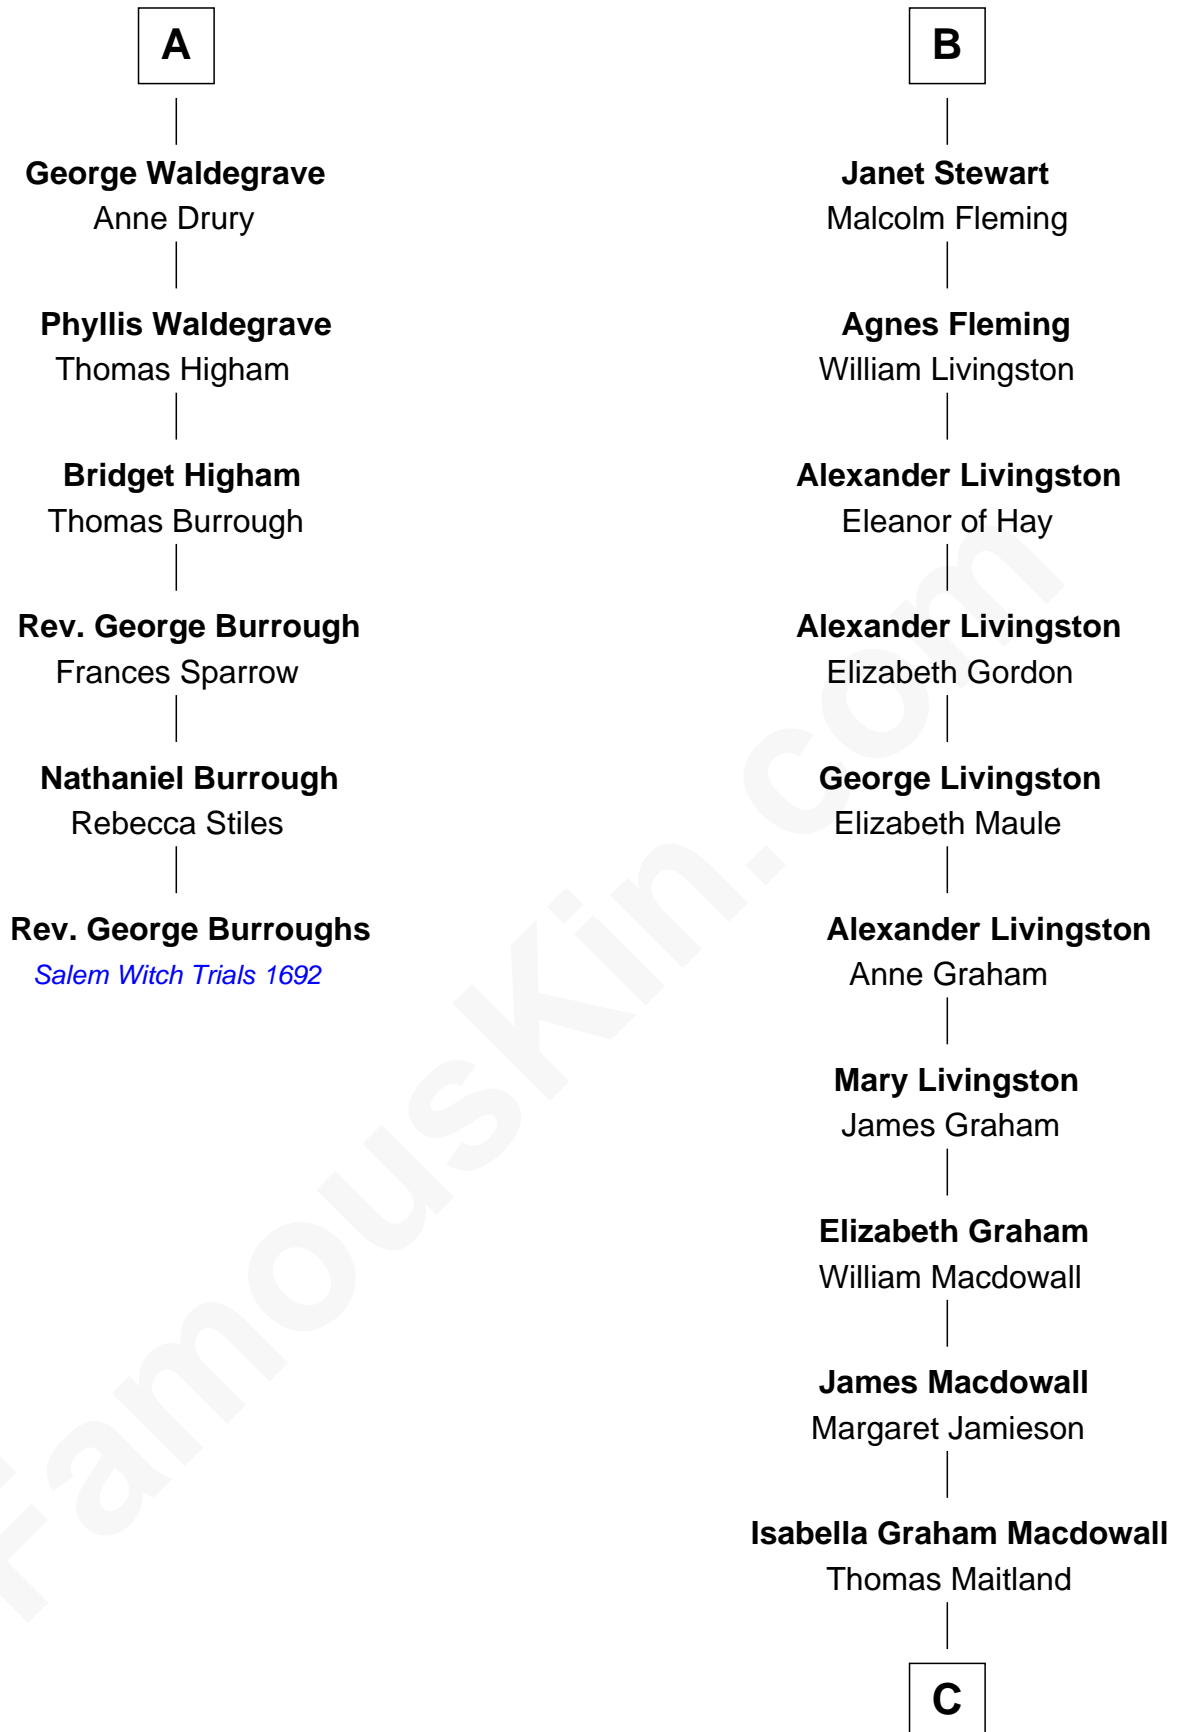 A
George Waldegrave
Anne Drury
Phyllis Waldegrave
Thomas Higham
Bridget Higham
Thomas Burrough
Rev. George Burrough
Frances Sparrow
Nathaniel Burrough
Rebecca Stiles
Rev. George Burroughs
Salem Witch Trials 1692
B
Janet Stewart
Malcolm Fleming
Agnes Fleming
William Livingston
Alexander Livingston
Eleanor of Hay
Alexander Livingston
Elizabeth Gordon
George Livingston
Elizabeth Maule
Alexander Livingston
Anne Graham
Mary Livingston
James Graham
Elizabeth Graham
William Macdowall
James Macdowall
Margaret Jamieson
Isabella Graham Macdowall
Thomas Maitland
C
FamousKin.com